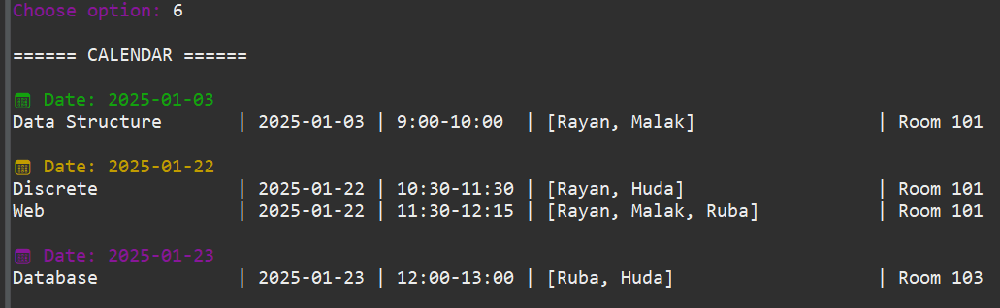 Choose option: 6
====== CALENDAR ======
📅 Date: 2025-01-03
Data Structure       | 2025-01-03 | 9:00-10:00  | [Rayan, Malak]                 | Room 101
📅 Date: 2025-01-22
Discrete             | 2025-01-22 | 10:30-11:30 | [Rayan, Huda]                  | Room 101
Web                  | 2025-01-22 | 11:30-12:15 | [Rayan, Malak, Ruba]           | Room 101
📅 Date: 2025-01-23
Database             | 2025-01-23 | 12:00-13:00 | [Ruba, Huda]                   | Room 103